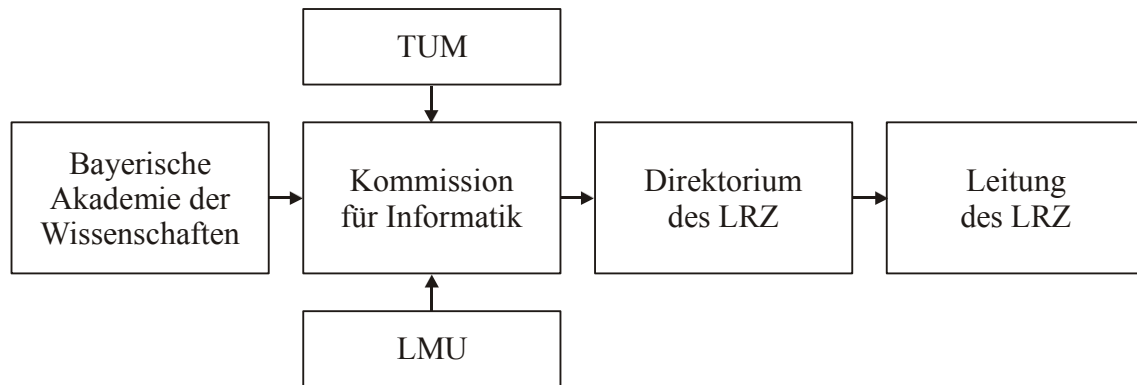 TUM
Bayerische
Akademie der
Wissenschaften
Kommission
für Informatik
Direktorium
des LRZ
Leitung
des LRZ
LMU